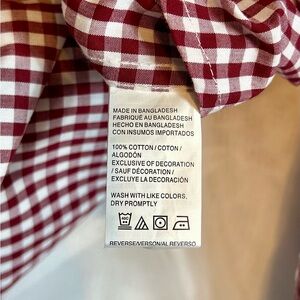 MADE IN BANGLADESH
FABRIQUÉ AU BANGLADESH
HECHO EN BANGLADESH
CON INSUMOS IMPORTADOS
100% COTTON / COTON /
ALGODÓN
EXCLUSIVE OF DECORATION
/ SAUF DÉCORATION /
EXCLUYE LA DECORACIÓN
WASH WITH LIKE COLORS,
DRY PROMPTLY
REVERSE/VERSO/AL REVERSO